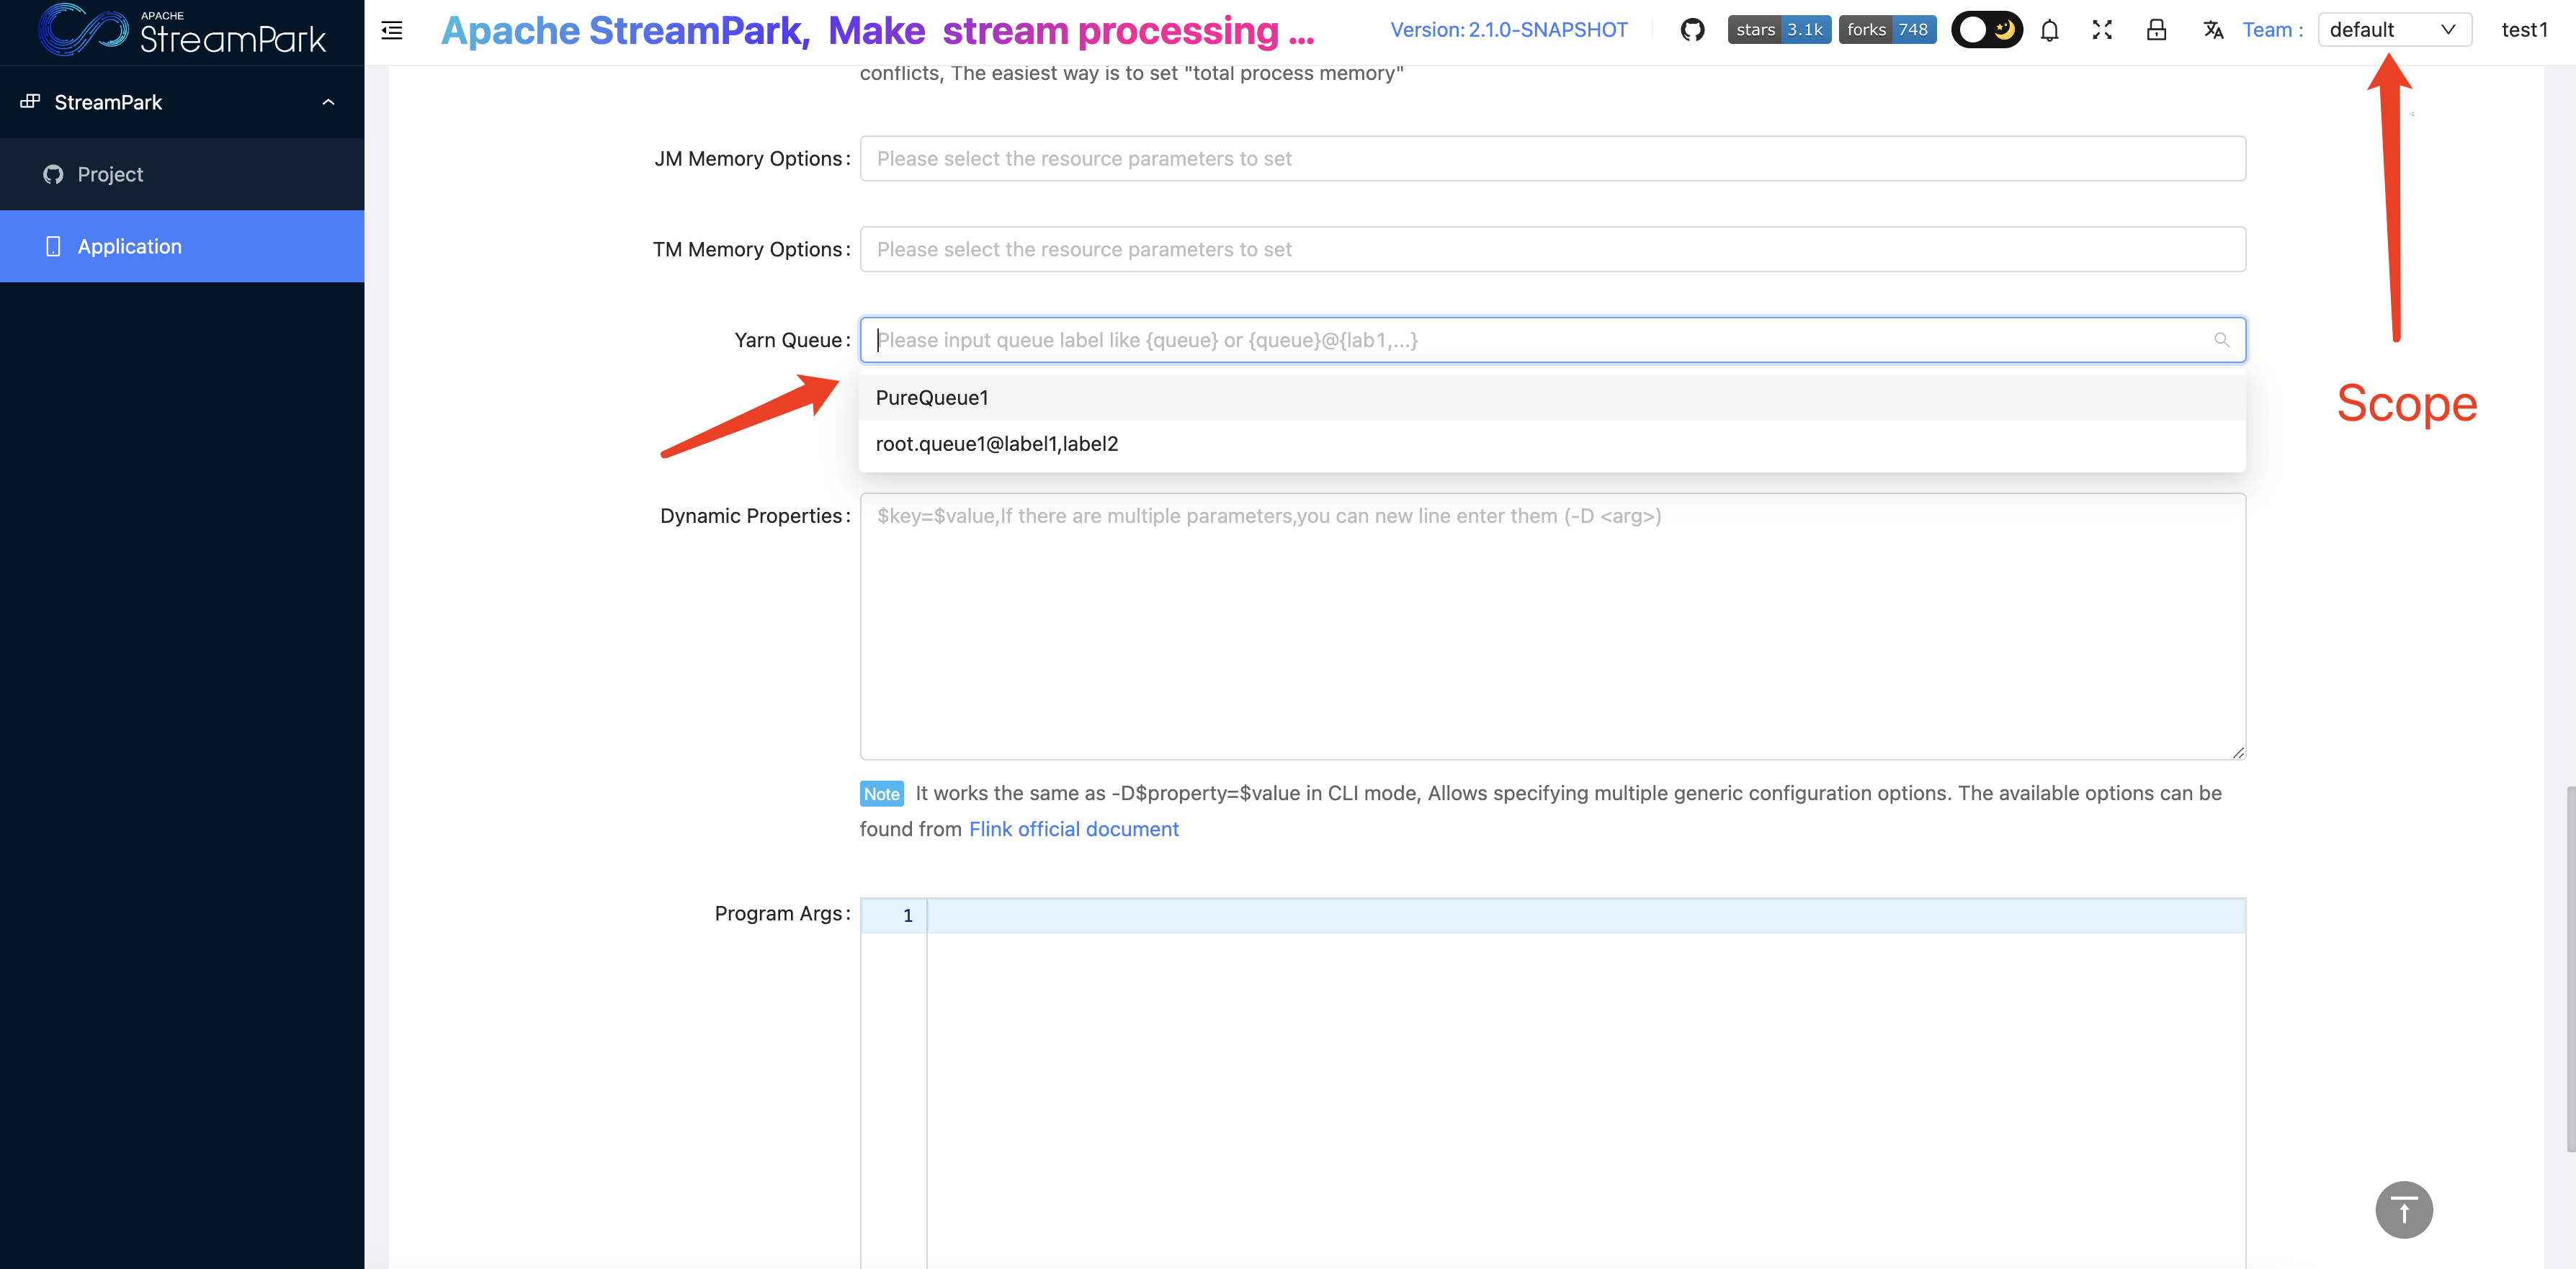 APACHE
StreamPark
Apache StreamPark, Make stream processing ...
Version: 2.1.0-SNAPSHOT
stars 3.1k
forks 748
Team :
default
test1
StreamPark
Project
Application
conflicts, The easiest way is to set "total process memory"
JM Memory Options :
Please select the resource parameters to set
TM Memory Options :
Please select the resource parameters to set
Yarn Queue :
Please input queue label like {queue} or {queue}@{lab1,...}
PureQueue1
root.queue1@label1,label2
Scope
Dynamic Properties :
$key=$value,If there are multiple parameters,you can new line enter them (-D <arg>)
Note It works the same as -D$property=$value in CLI mode, Allows specifying multiple generic configuration options. The available options can be
found from Flink official document
Program Args :
1